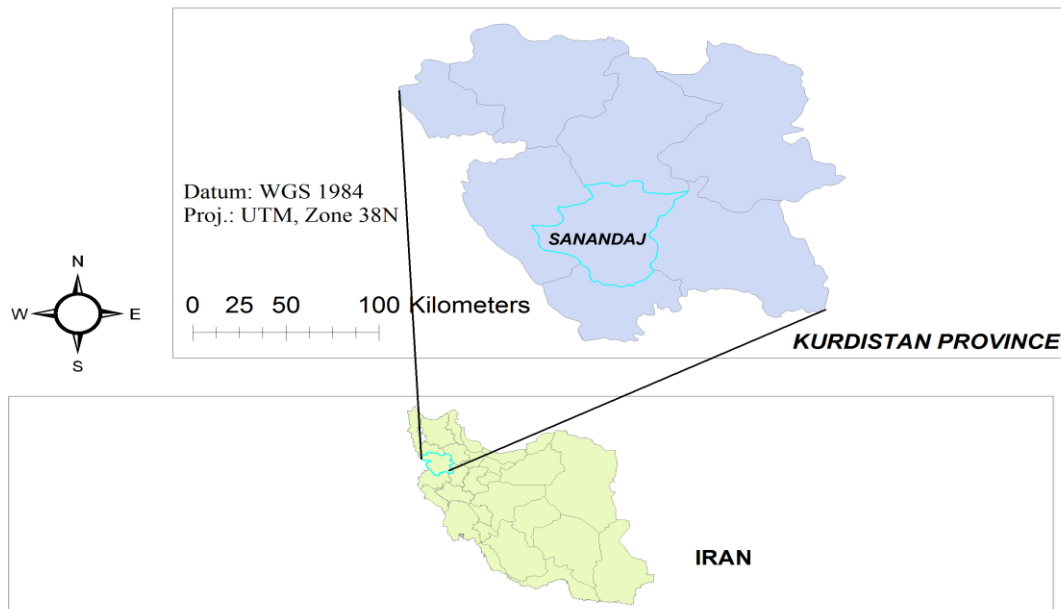 Datum: WGS 1984
Proj.: UTM, Zone 38N
SANANDAJ
N
W E
S
0 25 50 100 Kilometers
KURDISTAN PROVINCE
IRAN